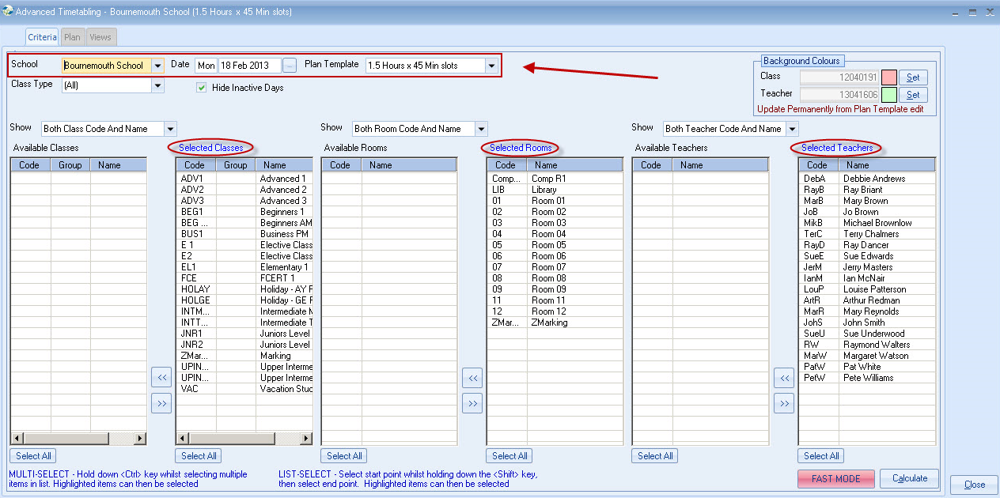 Advanced Timetabling - Bournemouth School (1.5 Hours x 45 Min slots)
Criteria Plan Views
School Bournemouth School Date Mon 18 Feb 2013 ... Plan Template 1.5 Hours x 45 Min slots
Class Type (All) Hide Inactive Days
Background Colours
Class 12040191 Set
Teacher 13041606 Set
Update Permanently from Plan Template edit
Show Both Class Code And Name Show Both Room Code And Name Show Both Teacher Code And Name
Available Classes Selected Classes Available Rooms Selected Rooms Available Teachers Selected Teachers
Code Group Name Code Group Name Code Name Code Name Code Name Code Name
ADV1 Advanced 1 Comp... Comp R1 DebA Debbie Andrews
ADV2 Advanced 2 LIB Library RayB Ray Briant
ADV3 Advanced 3 01 Room 01 MarB Mary Brown
BEG1 Beginners 1 02 Room 02 JoB Jo Brown
BEG ... Beginners AM 03 Room 03 MikB Michael Brownlow
BUS1 Business PM 04 Room 04 TerC Terry Chalmers
E 1 Elective Class 05 Room 05 RayD Ray Dancer
E2 Elective Class 06 Room 06 SueE Sue Edwards
EL1 Elementary 1 07 Room 07 JerM Jerry Masters
FCE FCERT 1 08 Room 08 IanM Ian McNair
HOLAY Holiday - AY F 09 Room 09 LouP Louise Patterson
HOLGE Holiday - GE F 11 Room 11 ArtR Arthur Redman
INTM... Intermediate M 12 Room 12 MarR Mary Reynolds
INTT... Intermediate T ZMar... ZMarking JohS John Smith
JNR1 Juniors Level SueU Sue Underwood
JNR2 Juniors Level RW Raymond Walters
ZMar... Marking MarW Margaret Watson
UPIN... Upper Interme PatW Pat White
UPIN... Upper Interme PetW Pete Williams
VAC Vacation Stuc
<< << <<
>> >> >>
Select All Select All Select All Select All Select All Select All
MULTI-SELECT - Hold down <Ctrl> key whilst selecting multiple
items in list. Highlighted items can then be selected
LIST-SELECT - Select start point whilst holding down the <Shift> key,
then select end point. Highlighted items can then be selected
FAST MODE Calculate Close